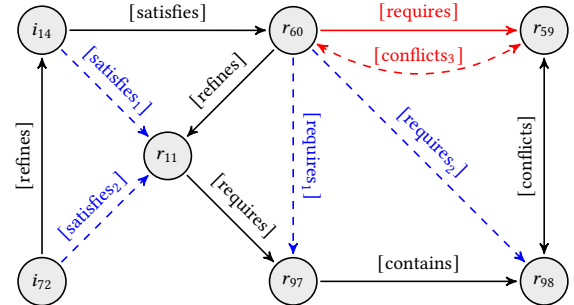 [satisfies]
[requires]
i14
r60
r59
[conflicts3]
[satisfies1]
[refines]
[refines]
r11
[requires1]
[requires2]
[conflicts]
[satisfies2]
[requires]
i72
r97
[contains]
r98